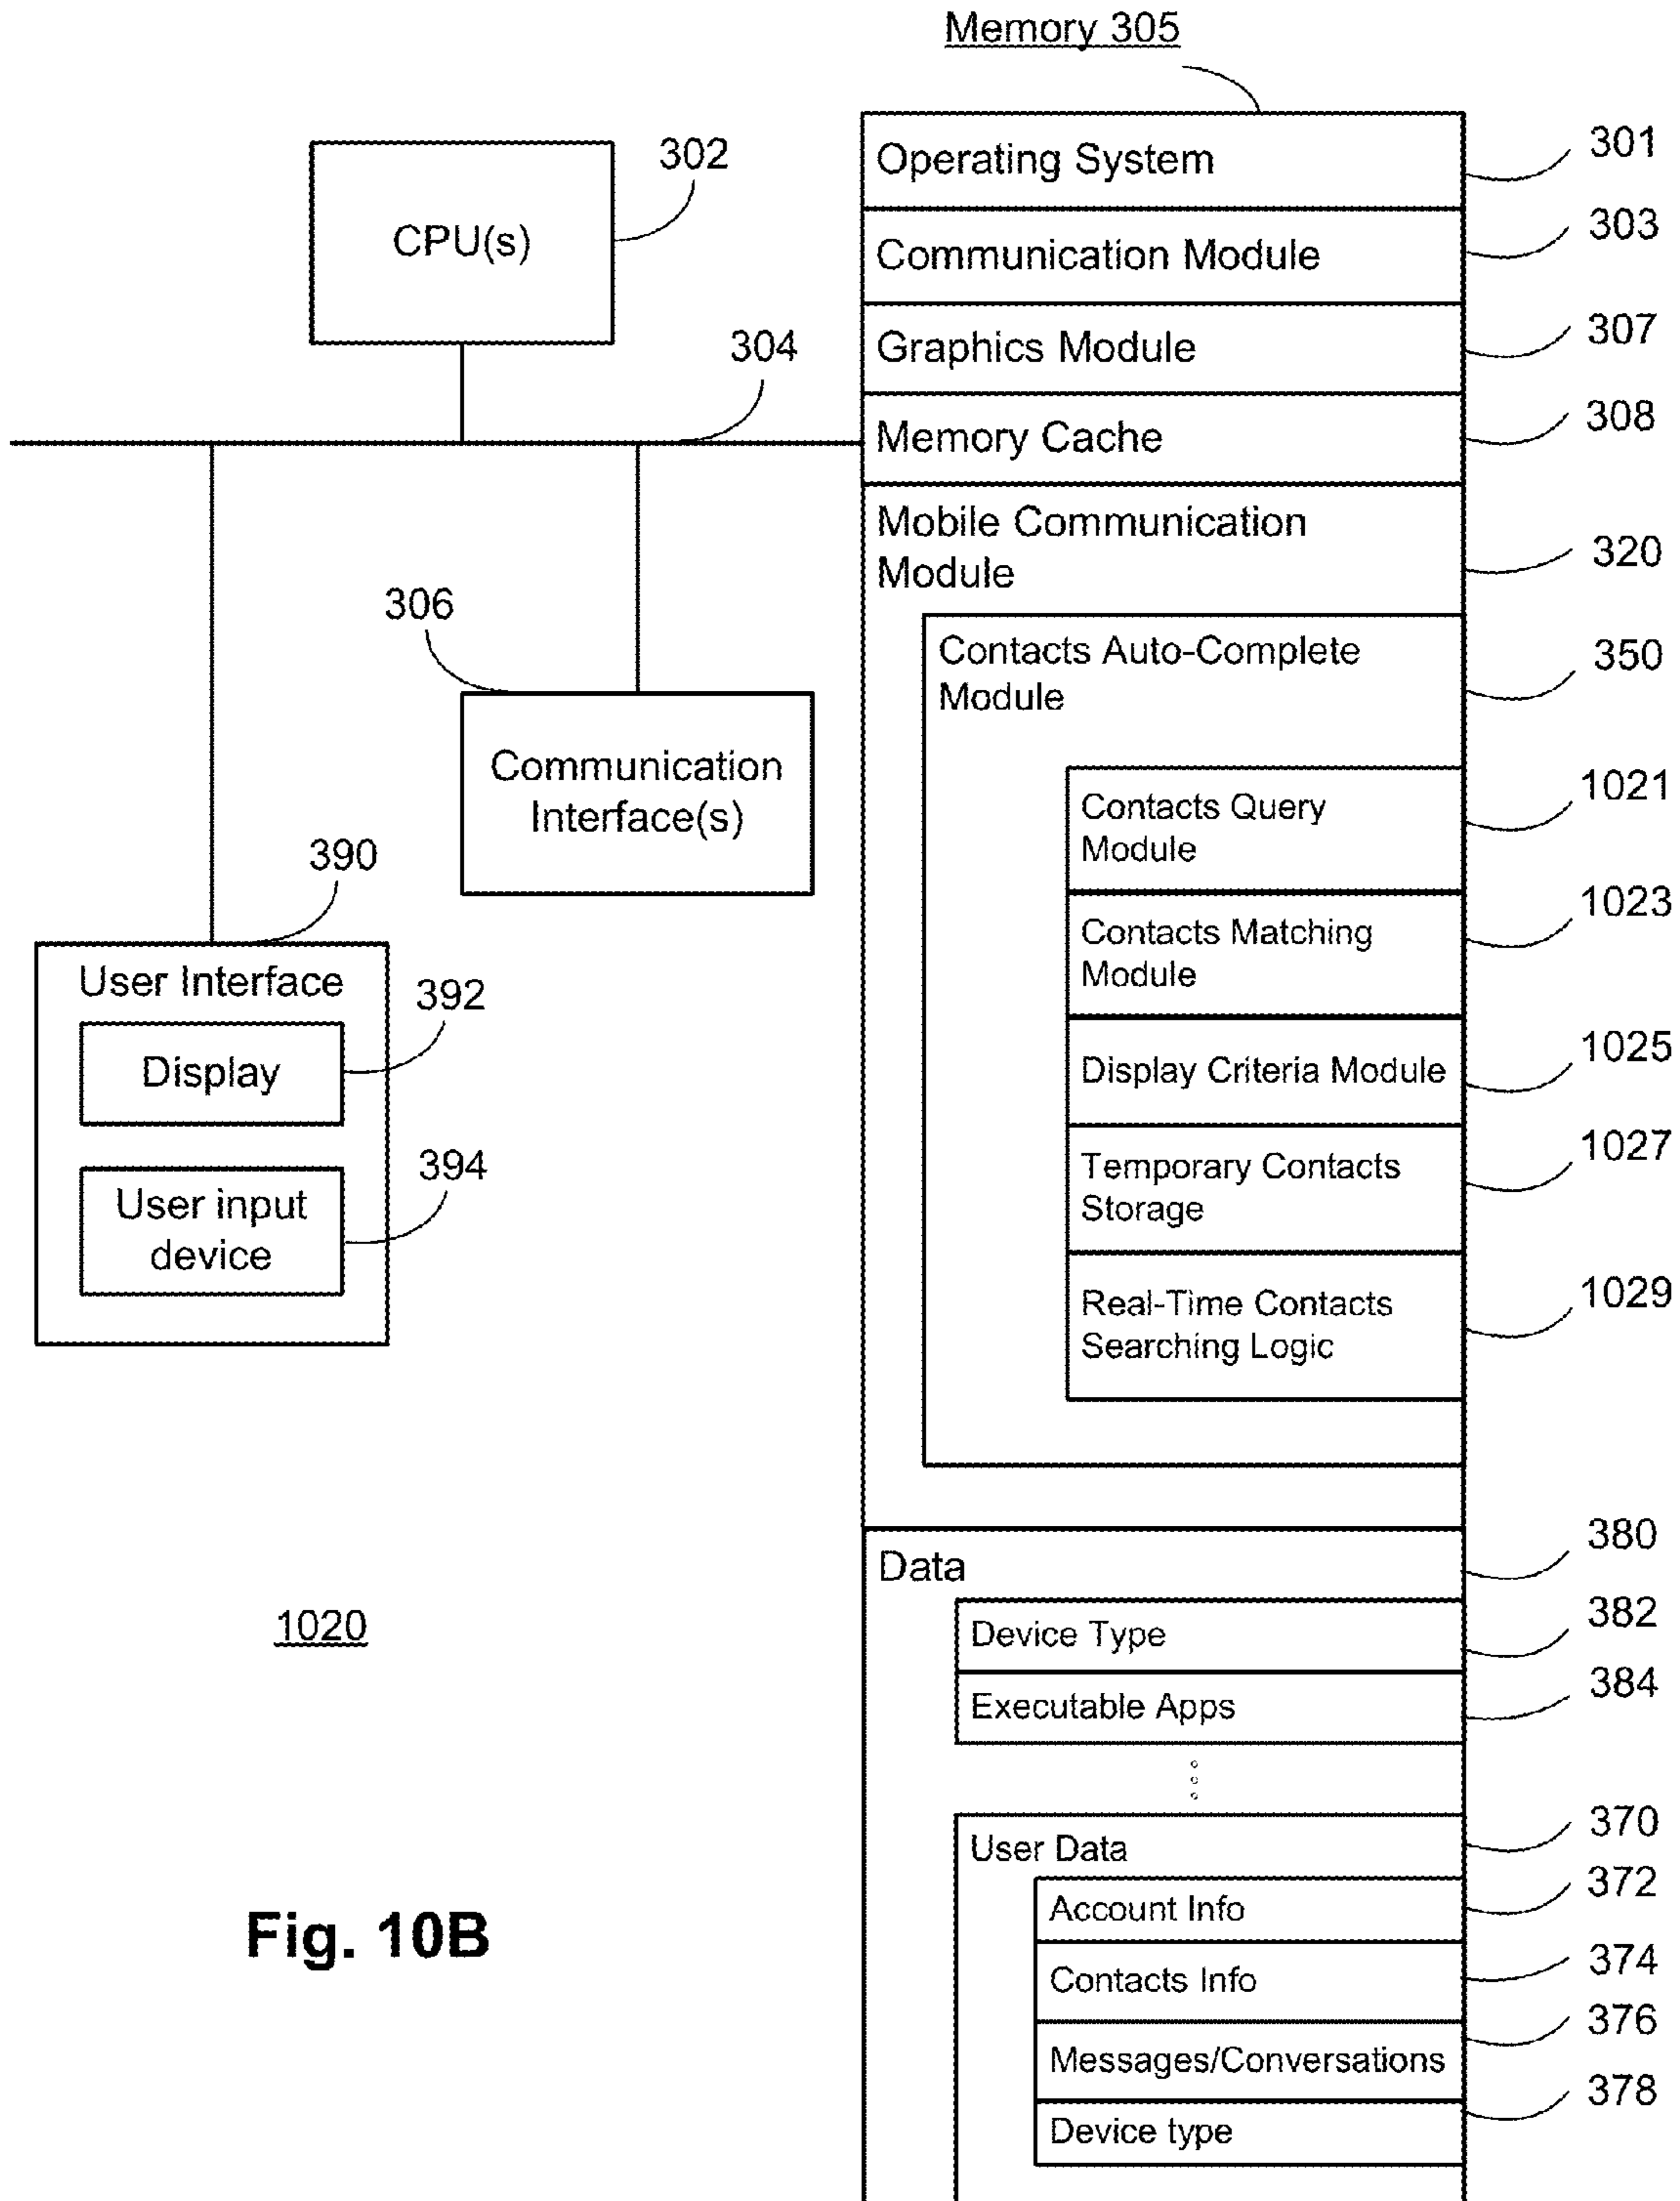 Memory 305
Operating System
301
Communication Module
303
Graphics Module
307
Memory Cache
308
Mobile Communication
Module
320
Contacts Auto-Complete
Module
350
Contacts Query
Module
1021
Contacts Matching
Module
1023
Display Criteria Module
1025
Temporary Contacts
Storage
1027
Real-Time Contacts
Searching Logic
1029
Data
380
Device Type
382
Executable Apps
384
User Data
370
Account Info
372
Contacts Info
374
Messages/Conversations
376
Device type
378
CPU(s)
302
304
306
Communication
Interface(s)
390
User Interface
Display
392
User input
device
394
1020
Fig. 10B